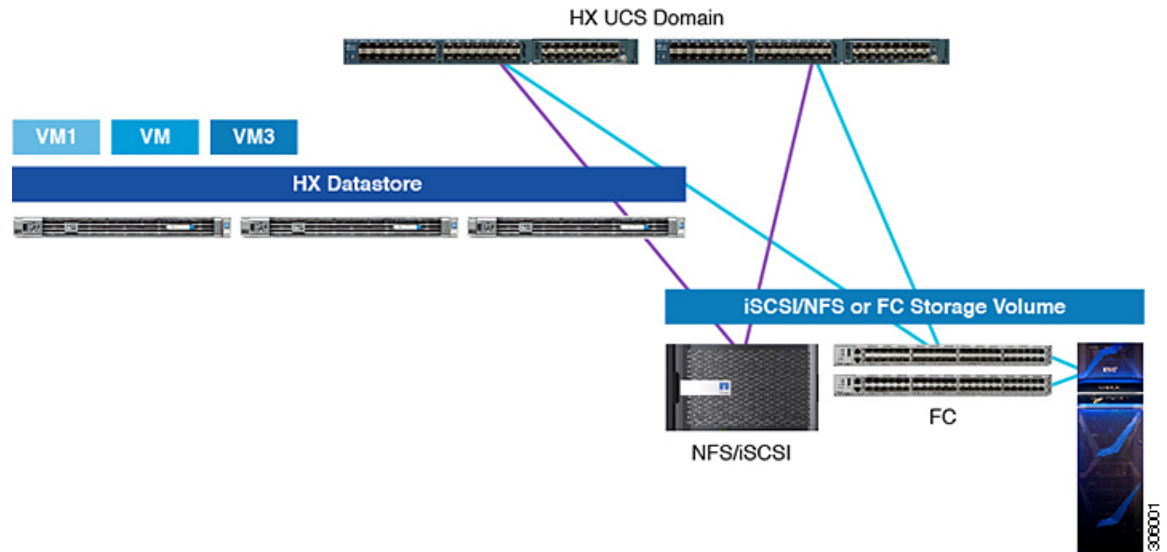 HX UCS Domain
VM1
VM
VM3
HX Datastore
iSCSI/NFS or FC Storage Volume
FC
NFS/iSCSI
306001